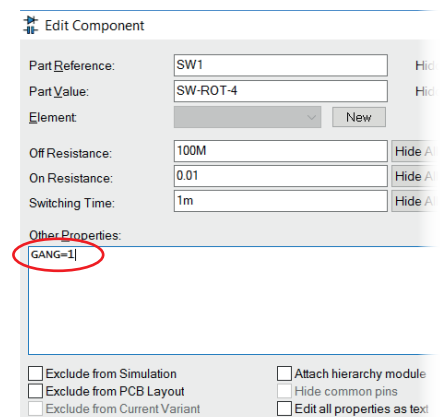 Edit Component
Part Reference: SW1 Hid
Part Value: SW-ROT-4 Hid
Element: New
Off Resistance: 100M Hide A
On Resistance: 0.01 Hide A
Switching Time: 1m Hide A
Other Properties:
GANG=1
Exclude from Simulation Attach hierarchy module
Exclude from PCB Layout Hide common pins
Exclude from Current Variant Edit all properties as text